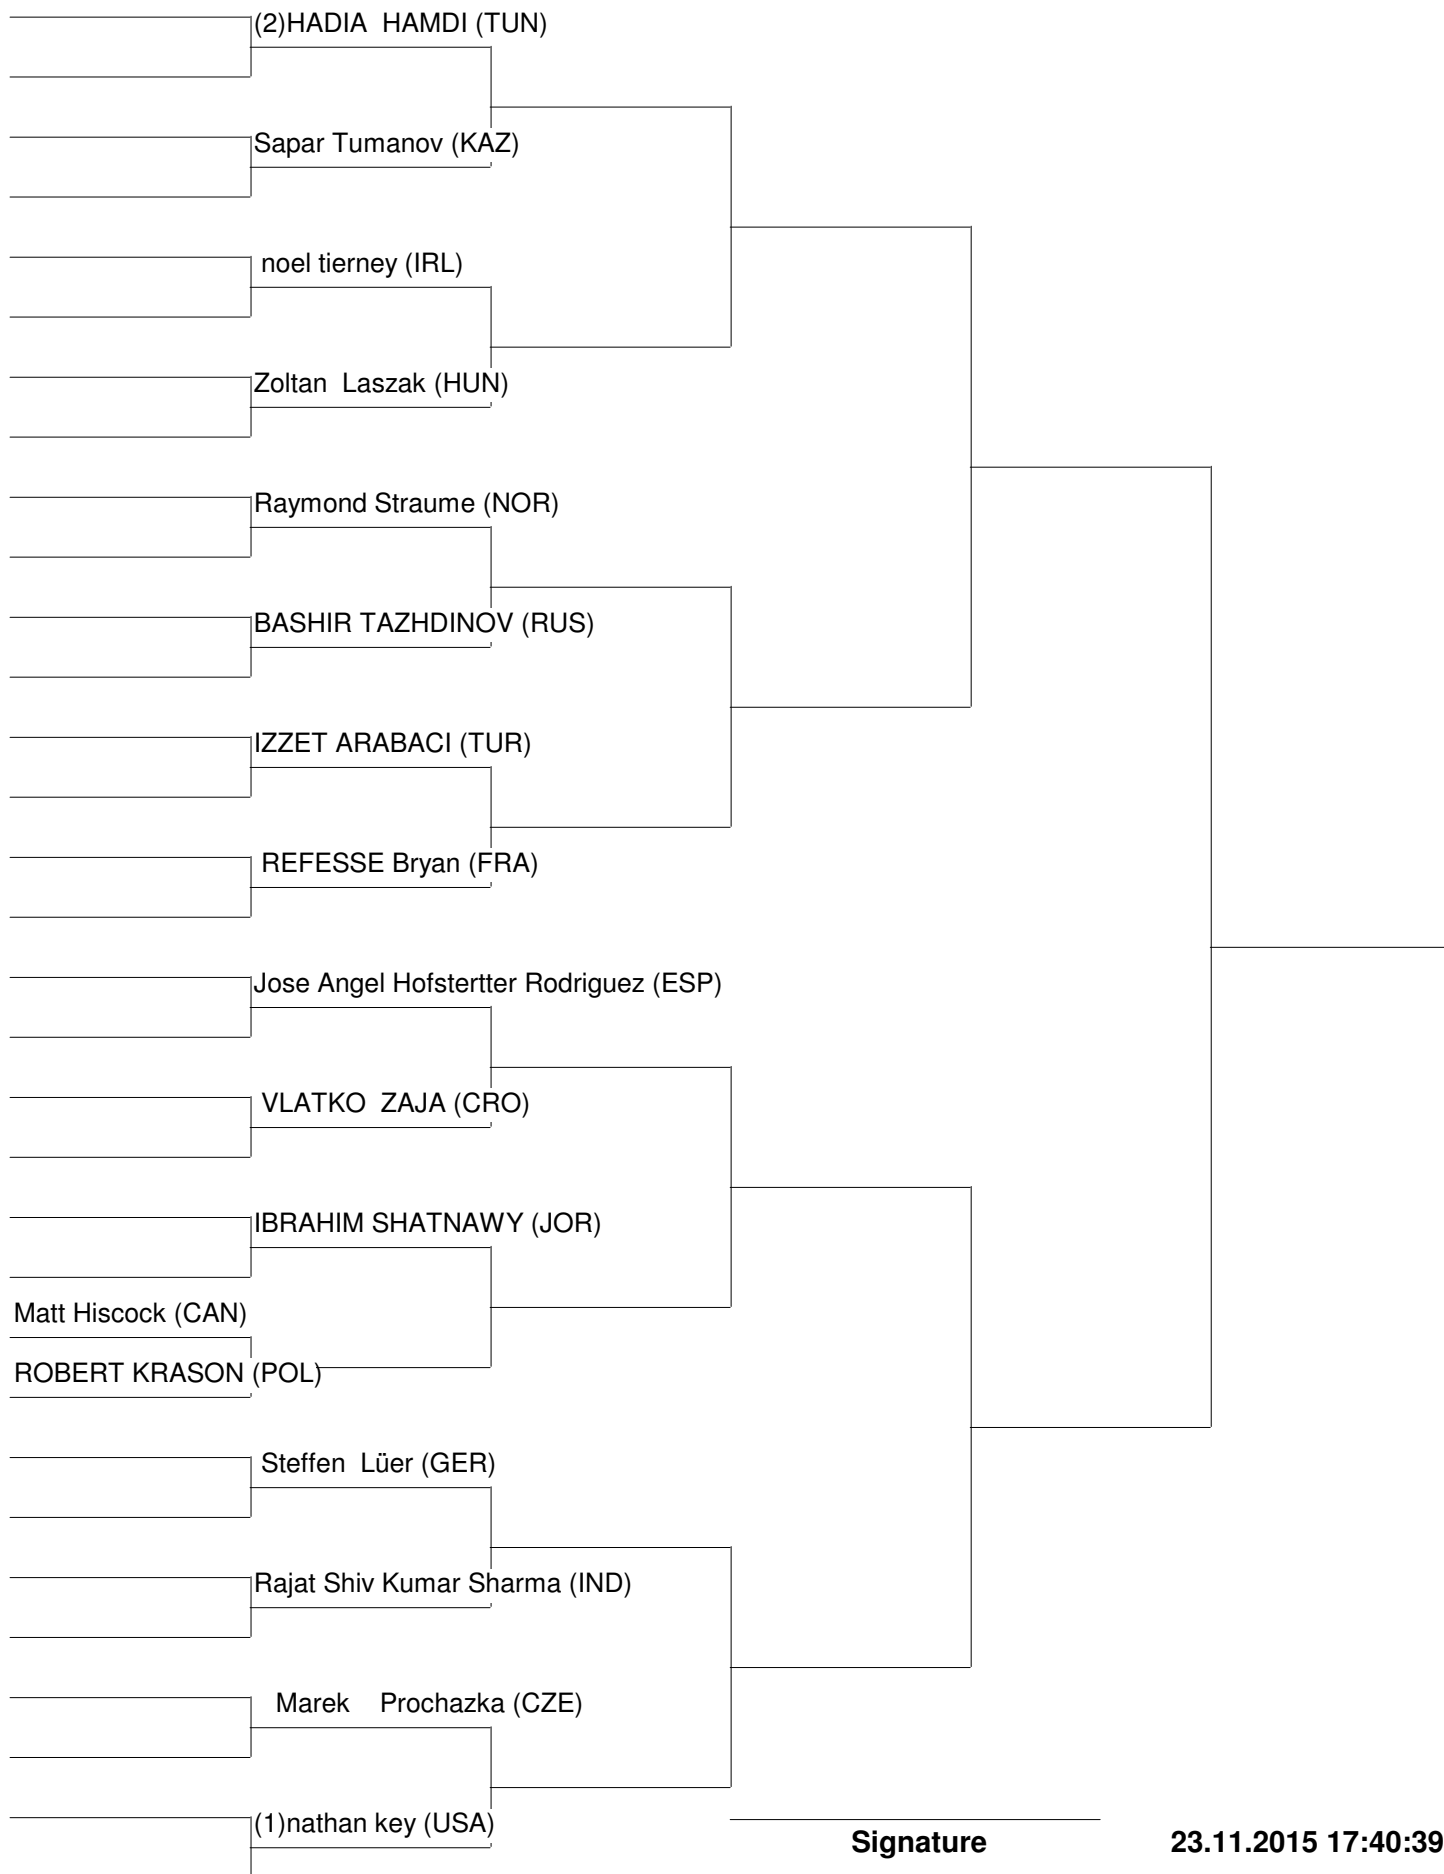 (2)HADIA  HAMDI (TUN)
Sapar Tumanov (KAZ)
noel tierney (IRL)
Zoltan  Laszak (HUN)
Raymond Straume (NOR)
BASHIR TAZHDINOV (RUS)
IZZET ARABACI (TUR)
REFESSE Bryan (FRA)
Jose Angel Hofstertter Rodriguez (ESP)
VLATKO  ZAJA (CRO)
IBRAHIM SHATNAWY (JOR)
Matt Hiscock (CAN)
ROBERT KRASON (POL)
Steffen  Lüer (GER)
Rajat Shiv Kumar Sharma (IND)
Marek    Prochazka (CZE)
(1)nathan key (USA)
Signature
23.11.2015 17:40:39